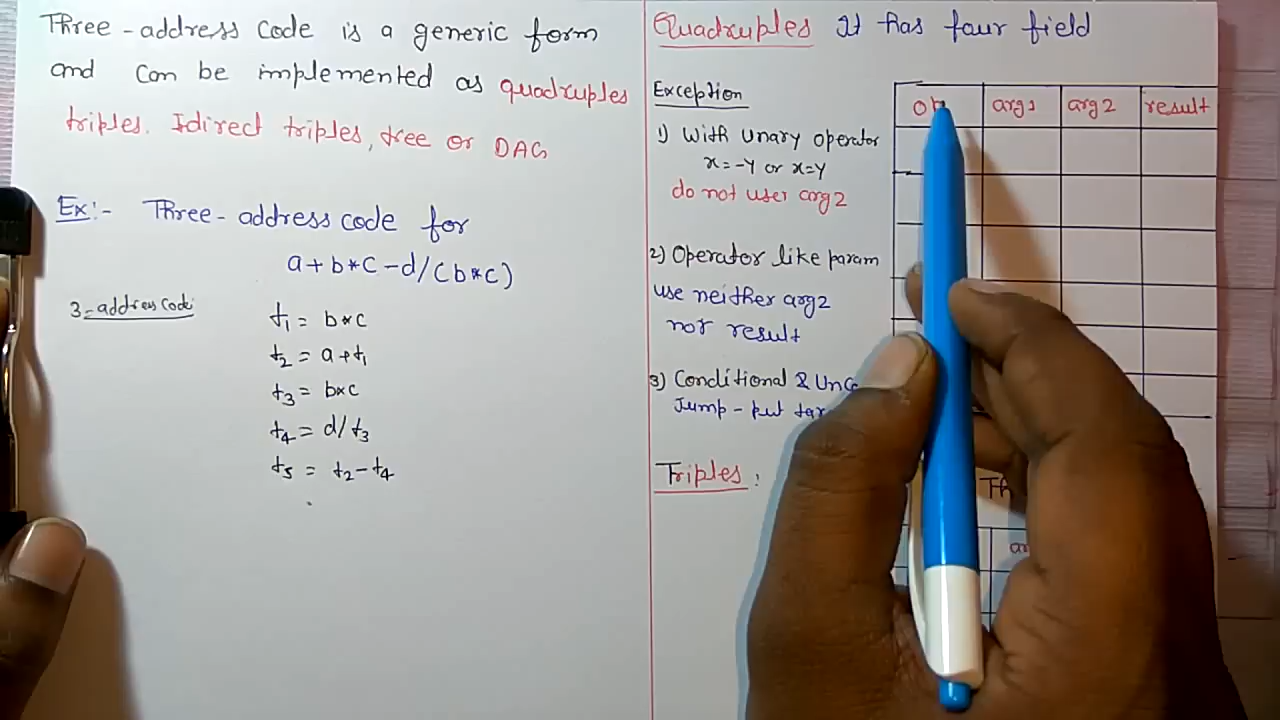 Three-address Code is a generic form
and Can be implemented as quadruples
triples. Idirect triples, tree or DAG
Ex:- Three-address code for
a+b*c-d/(b*c)
3-address code:
t1 = b*c
t2 = a+t1
t3 = b*c
t4 = d/t3
t5 = t2-t4
Quadruples It has four field
Exception
1) With Unary operator
x=-y or x=y
do not user arg2
2) Operator like param
use neither arg2
nor result
3) Conditional &
Jump - put
arg1 arg2 result
Triples: